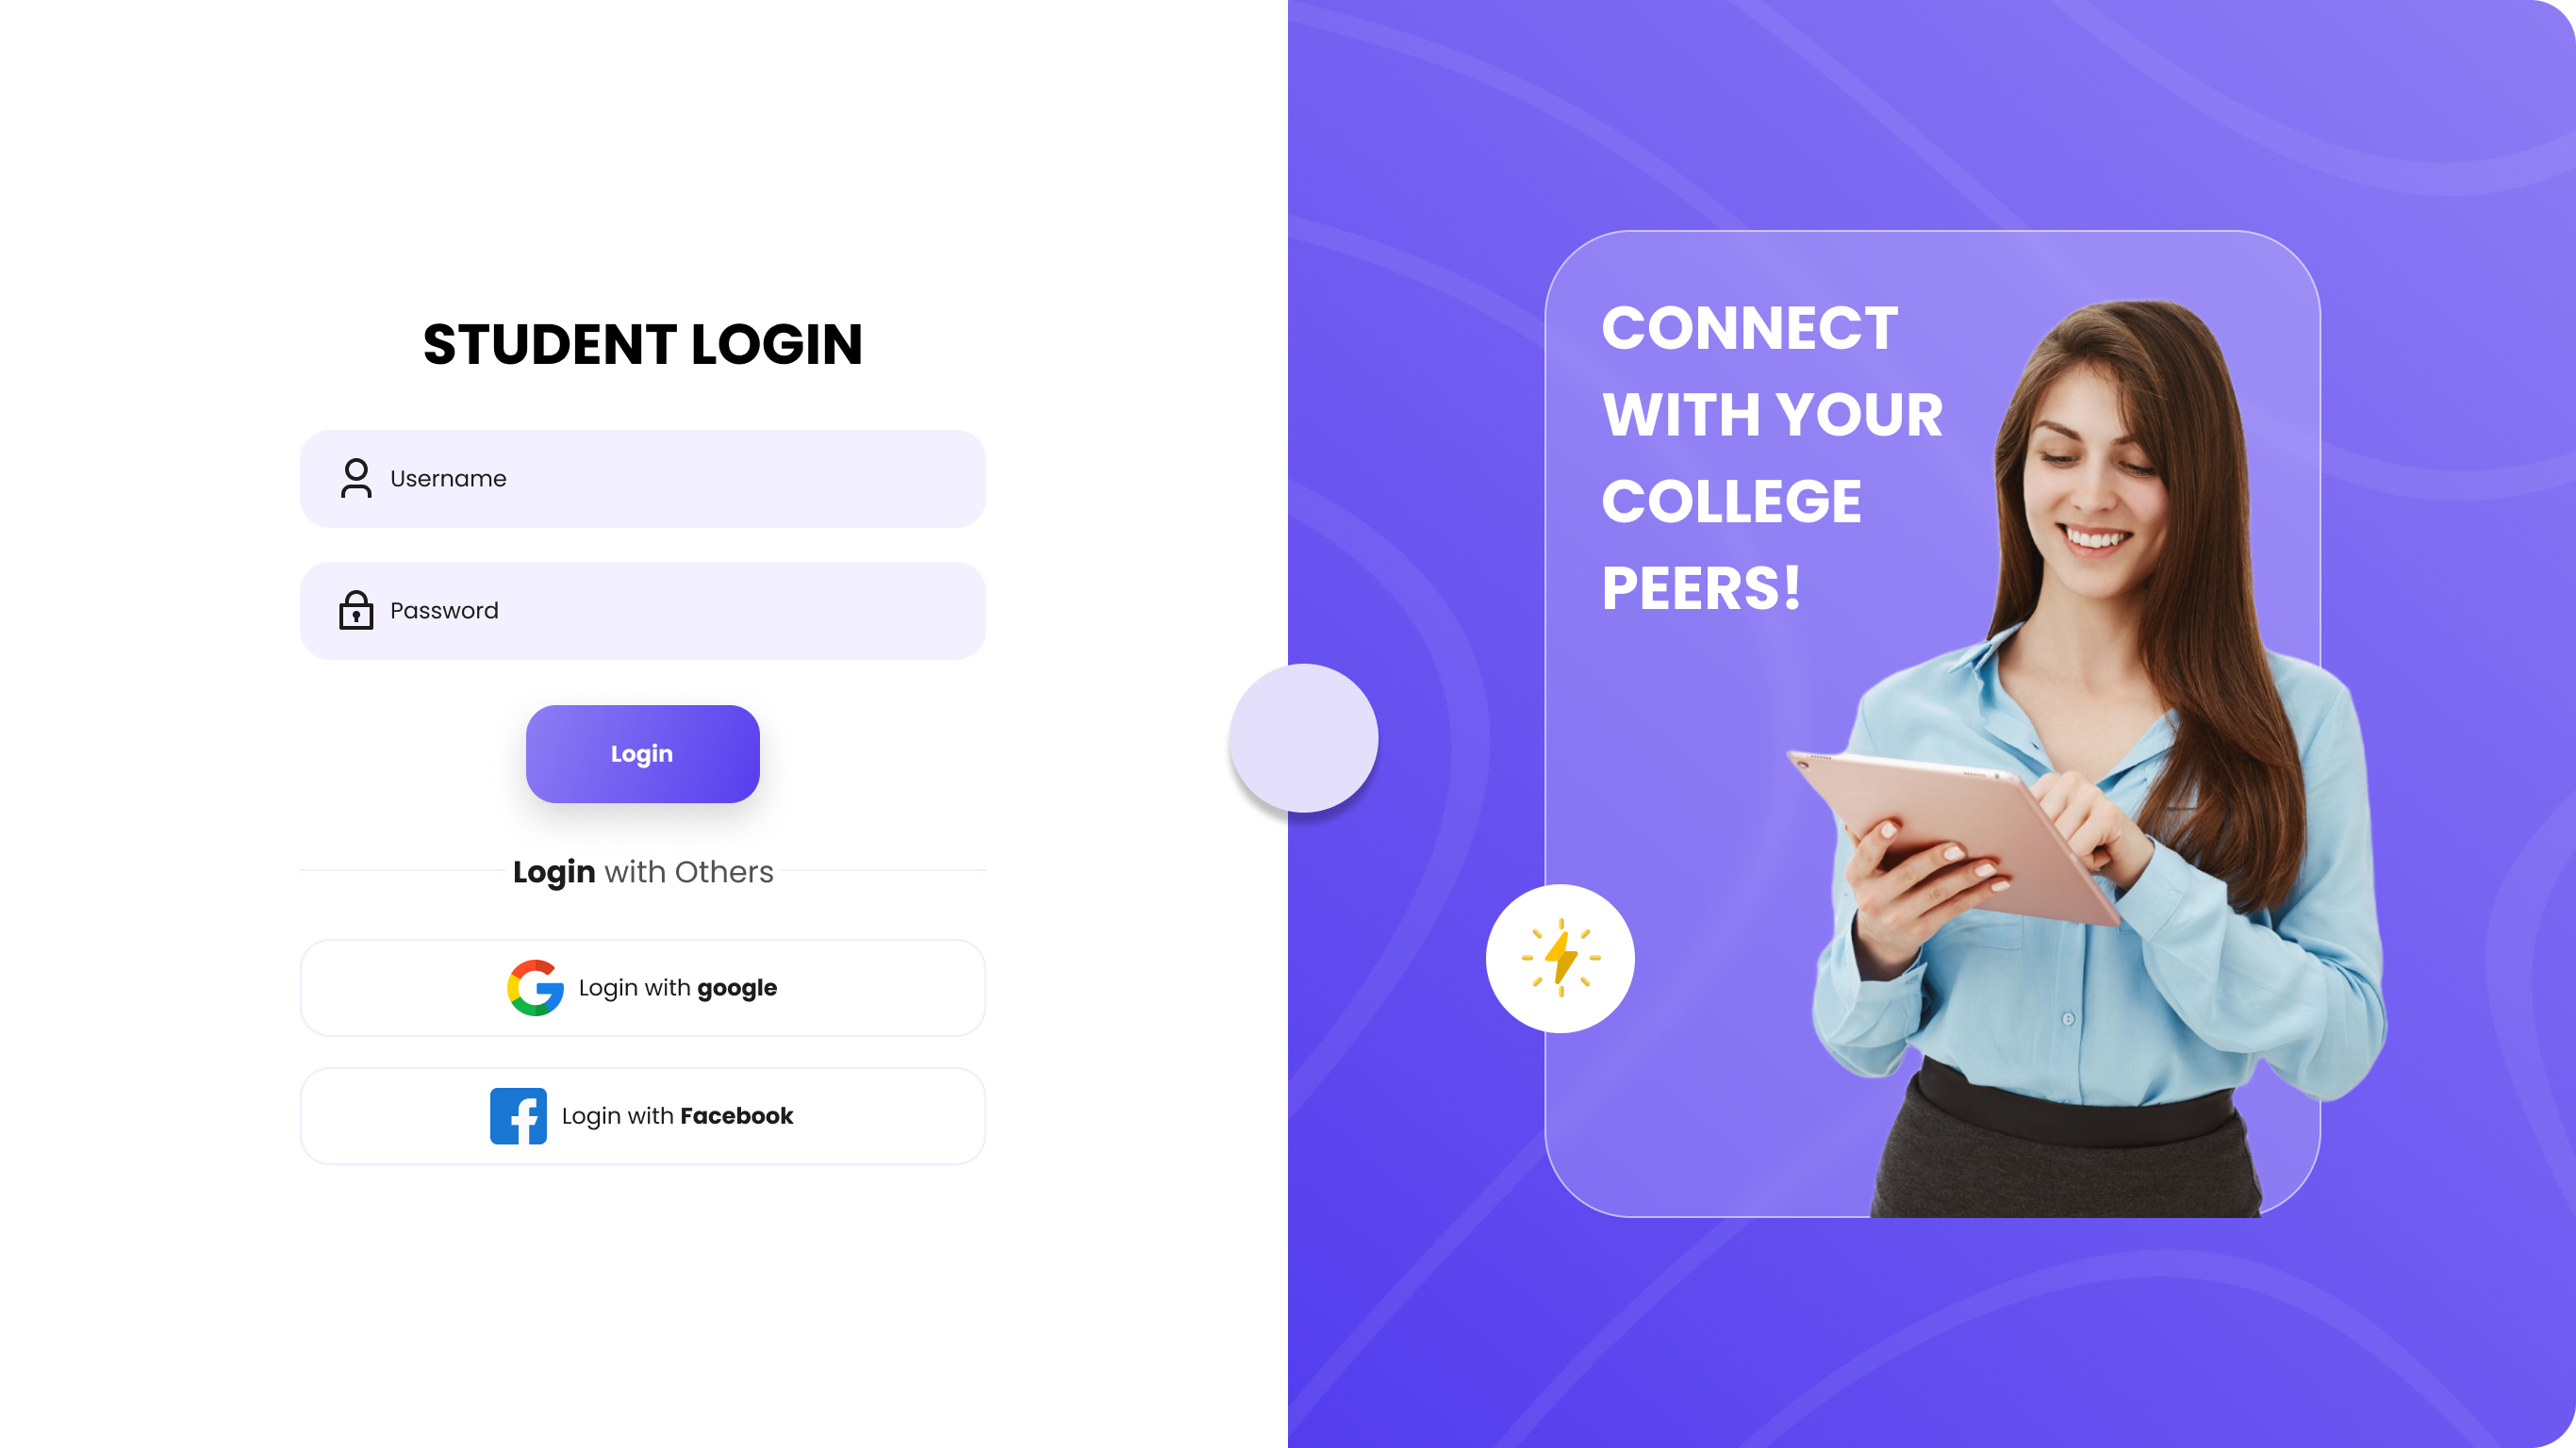 STUDENT LOGIN
Username
Password
Login
Login with Others
Login with google
Login with Facebook
CONNECT
WITH YOUR
COLLEGE
PEERS!